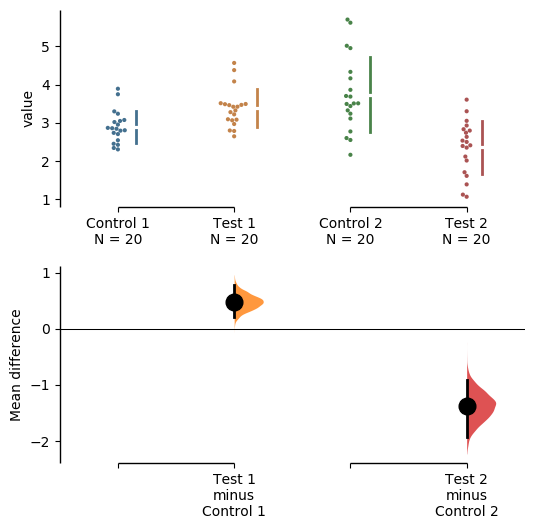 value
5
4
3
2
1
Control 1
N = 20
Test 1
N = 20
Control 2
N = 20
Test 2
N = 20
Mean difference
1
0
−1
−2
Test 1
minus
Control 1
Test 2
minus
Control 2